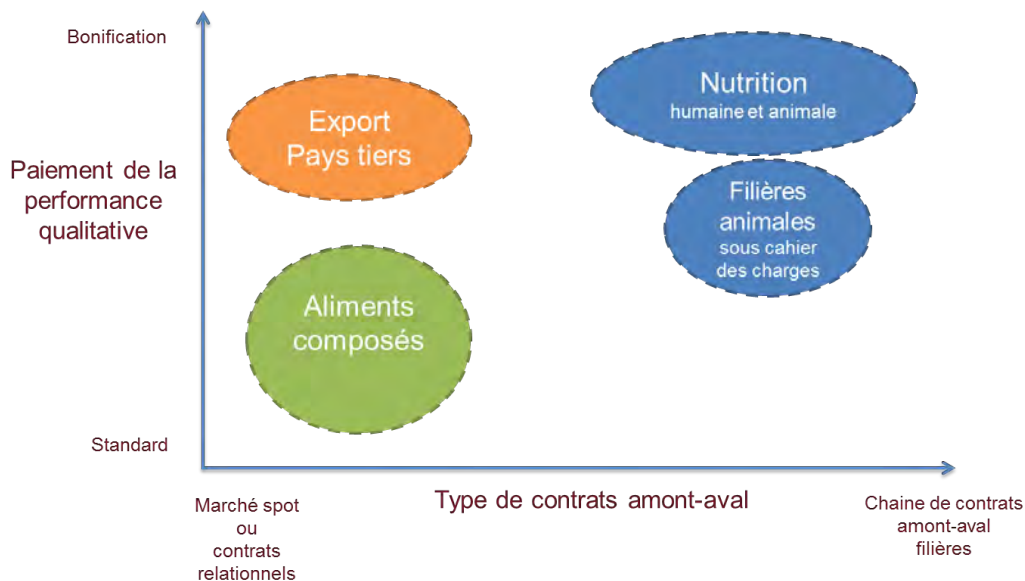 Bonification
Paiement de la
performance
qualitative
Standard
Export
Pays tiers
Nutrition
humaine et animale
Filières
animales
sous cahier
des charges
Aliments
composés
Marché spot
ou
contrats
relationnels
Type de contrats amont-aval
Chaine de contrats
amont-aval
filières